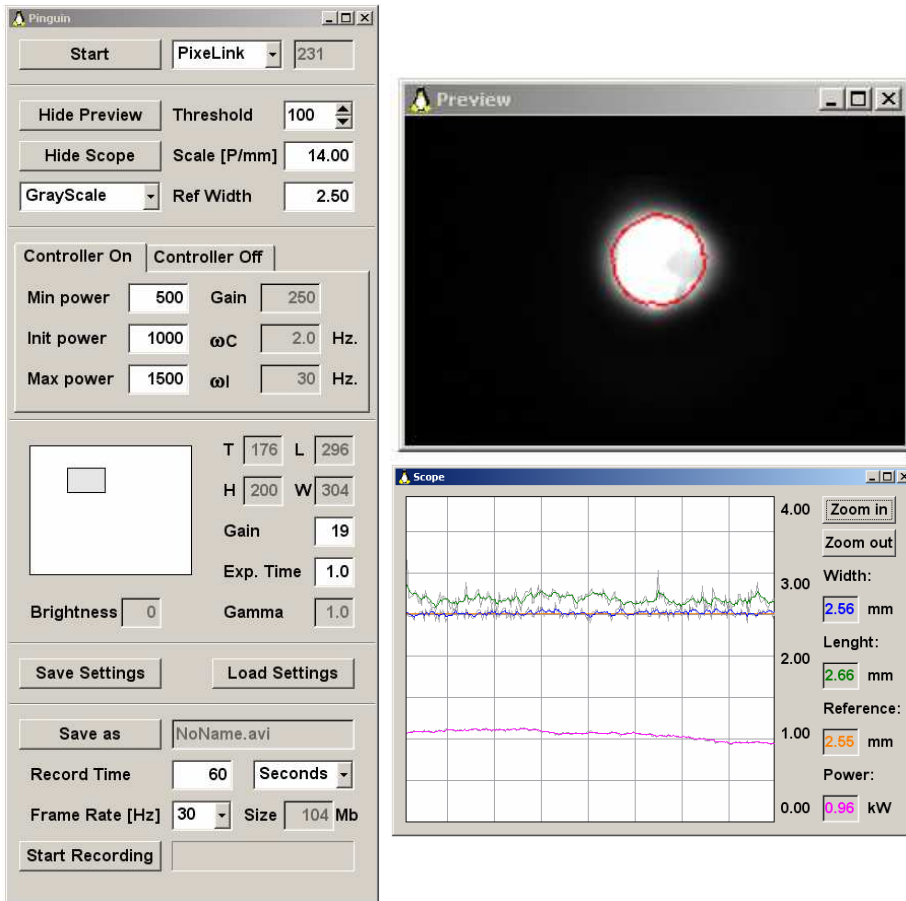 Pinguin
Start PixeLink 231
Hide Preview Threshold 100
Hide Scope Scale [P/mm] 14.00
GrayScale Ref Width 2.50
Controller On Controller Off
Min power 500 Gain 250
Init power 1000 ωC 2.0 Hz.
Max power 1500 ωI 30 Hz.
T 176 L 296
H 200 W 304
Gain 19
Exp. Time 1.0
Brightness 0 Gamma 1.0
Save Settings Load Settings
Save as NoName.avi
Record Time 60 Seconds
Frame Rate [Hz] 30 Size 104 Mb
Start Recording
Preview
Scope
4.00 Zoom in
Zoom out
3.00 Width:
2.56 mm
Lenght:
2.00
2.66 mm
Reference:
1.00 2.55 mm
Power:
0.00 0.96 kW